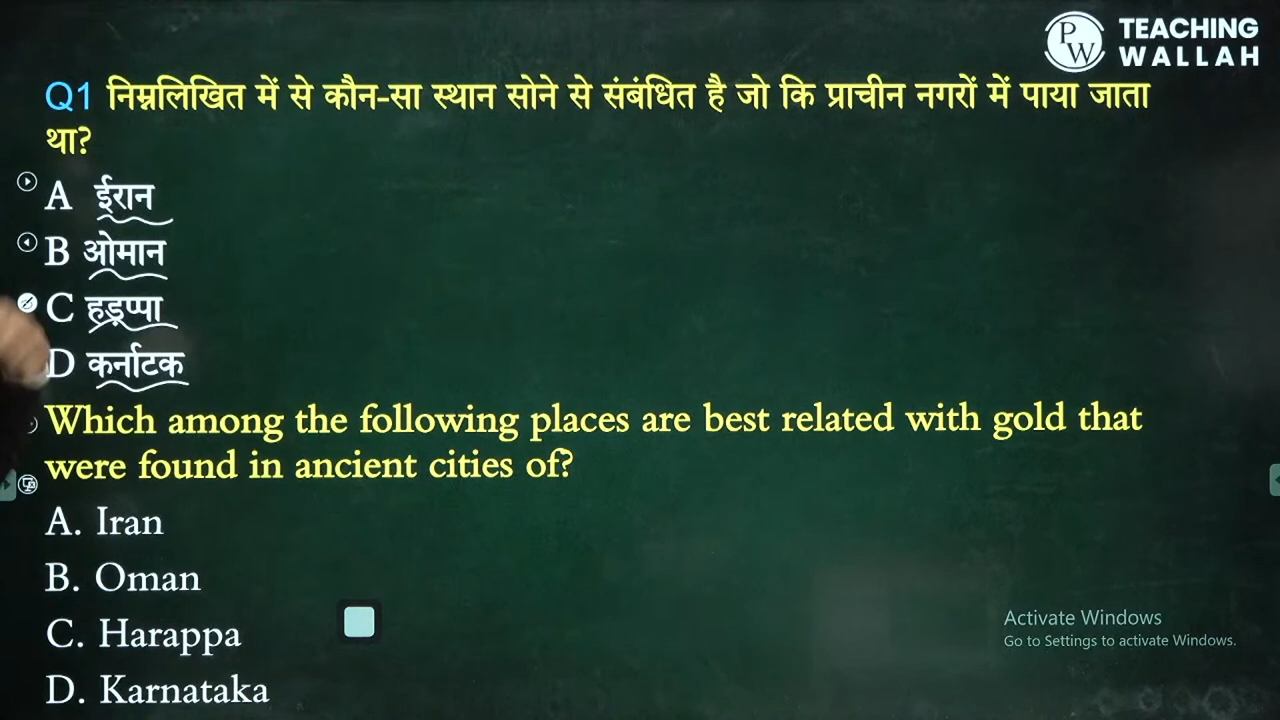 TEACHING
WALLAH
Q1 निम्नलिखित में से कौन-सा स्थान सोने से संबंधित है जो कि प्राचीन नगरों में पाया जाता
था?
A ईरान
B ओमान
C हड़प्पा
D कर्नाटक
Which among the following places are best related with gold that
were found in ancient cities of?
A. Iran
B. Oman
C. Harappa
D. Karnataka
Activate Windows
Go to Settings to activate Windows.